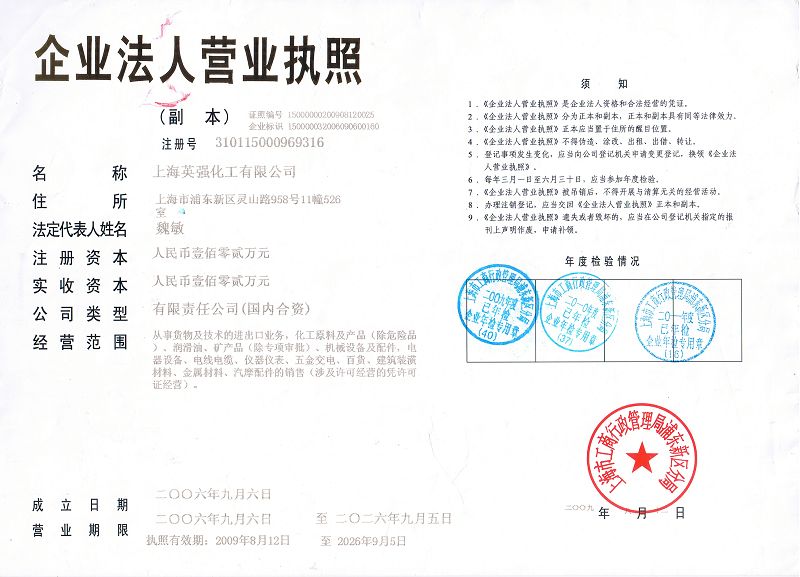 企业法人营业执照
(副 本)
证照编号 15000000200908120025
企业标识 150000032006090600160
注册号 310115000969316
名 称 上海英强化工有限公司
住 所 上海市浦东新区灵山路958号11幢526
室
法定代表人姓名 魏敏
注册资本 人民币壹佰零贰万元
实收资本 人民币壹佰零贰万元
公司类型 有限责任公司(国内合资)
经营范围 从事货物及技术的进出口业务，化工原料及产品（除危险品
）、润滑油、矿产品（除专项审批）、机械设备及配件，电
器设备、电线电缆、仪器仪表、五金交电、百货、建筑装潢
材料、金属材料、汽摩配件的销售（涉及许可经营的凭许可
证经营）。
成立日期 二〇〇六年九月六日
营业期限 二〇〇六年九月六日 至 二〇二六年九月五日
执照有效期：2009年8月12日 至 2026年9月5日
须 知
1．《企业法人营业执照》是企业法人资格和合法经营的凭证。
2．《企业法人营业执照》分为正本和副本，正本和副本具有同等法律效力。
3．《企业法人营业执照》正本应当置于住所的醒目位置。
4．《企业法人营业执照》不得伪造、涂改、出租、出借、转让。
5．登记事项发生变化，应当向公司登记机关申请变更登记，换领《企业法
人营业执照》。
6．每年三月一日至六月三十日，应当参加年度检验。
7．《企业法人营业执照》被吊销后，不得开展与清算无关的经营活动。
8．办理注销登记，应当交回《企业法人营业执照》正本和副本。
9．《企业法人营业执照》遗失或者毁坏的，应当在公司登记机关指定的报
刊上声明作废，申请补领。
年度检验情况
上海市工商行政管理局浦东新区分局
二〇〇九年度
已年检
企业年检专用章
(40)
上海市工商行政管理局浦东新区分局
二〇一〇年度
已年检
企业年检专用章
(37)
上海市工商行政管理局浦东新区分局
二〇一一年度
已年检
企业年检专用章
(16)
上海市工商行政管理局浦东新区分局
二〇〇九 年 月 日